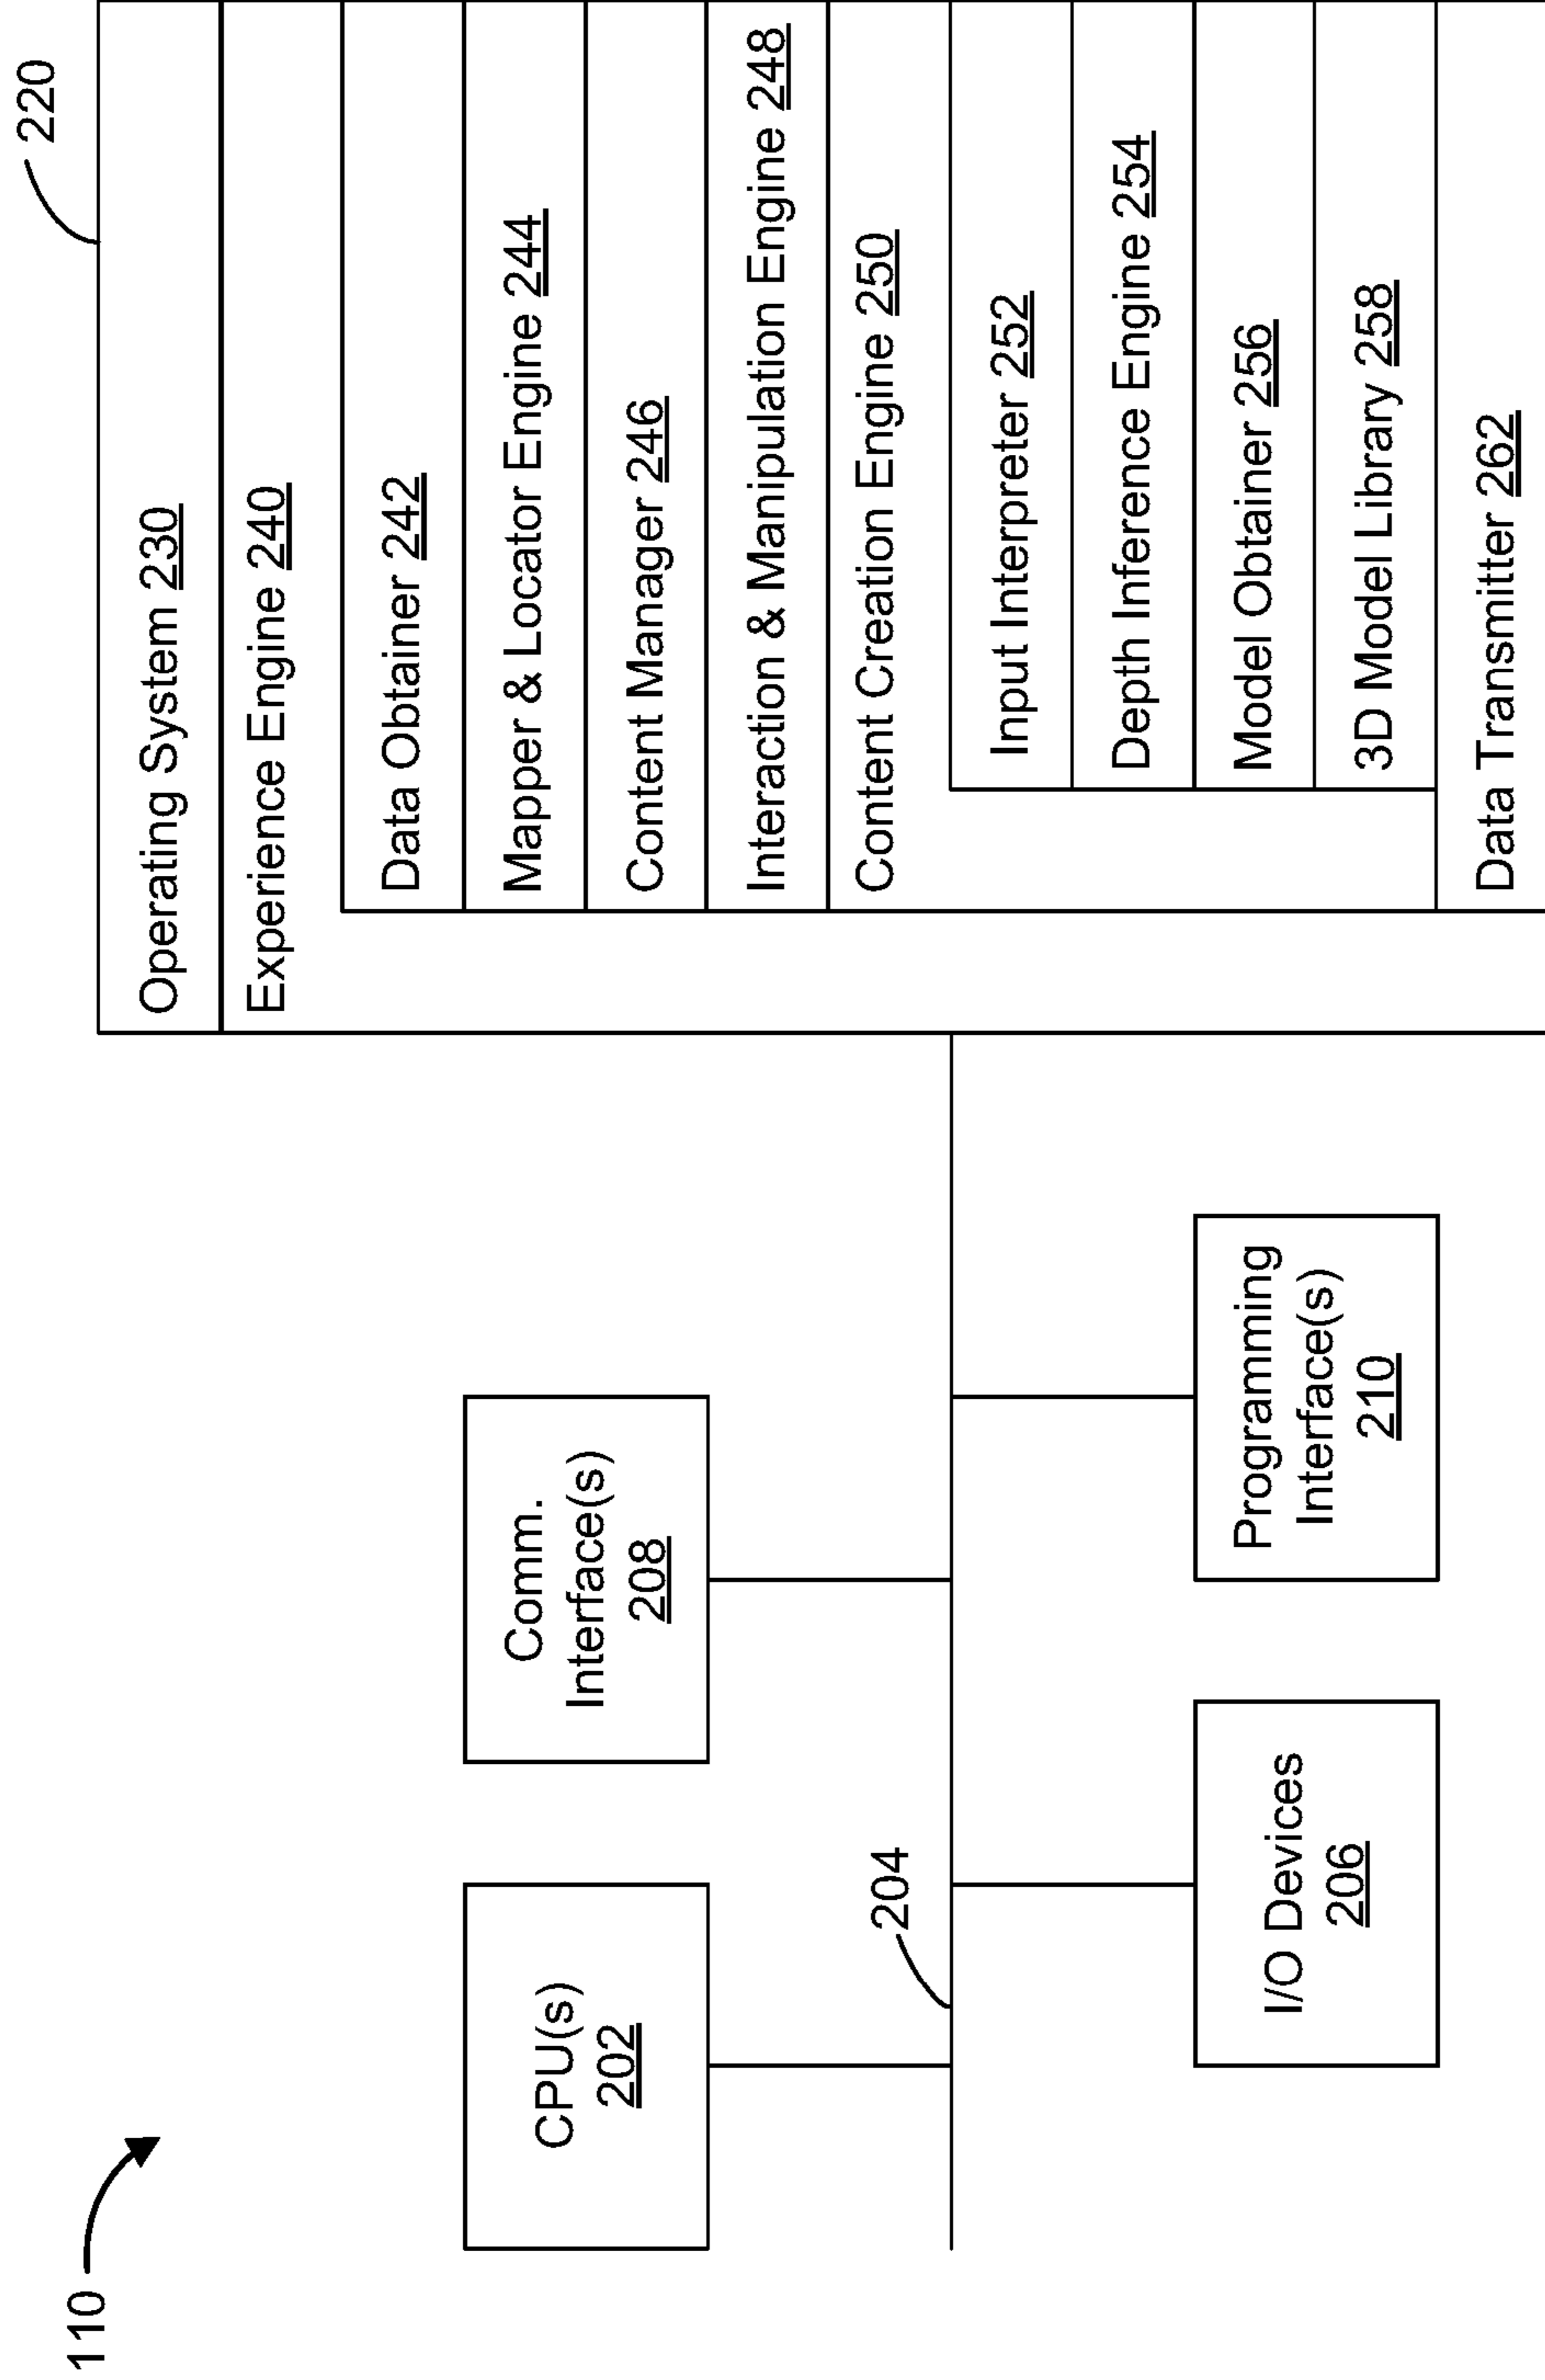 110
220
CPU(s)
202
Comm.
Interface(s)
208
204
I/O Devices
206
Programming
Interface(s)
210
Operating System 230
Experience Engine 240
Data Obtainer 242
Mapper & Locator Engine 244
Content Manager 246
Interaction & Manipulation Engine 248
Content Creation Engine 250
Input Interpreter 252
Depth Inference Engine 254
Model Obtainer 256
3D Model Library 258
Data Transmitter 262